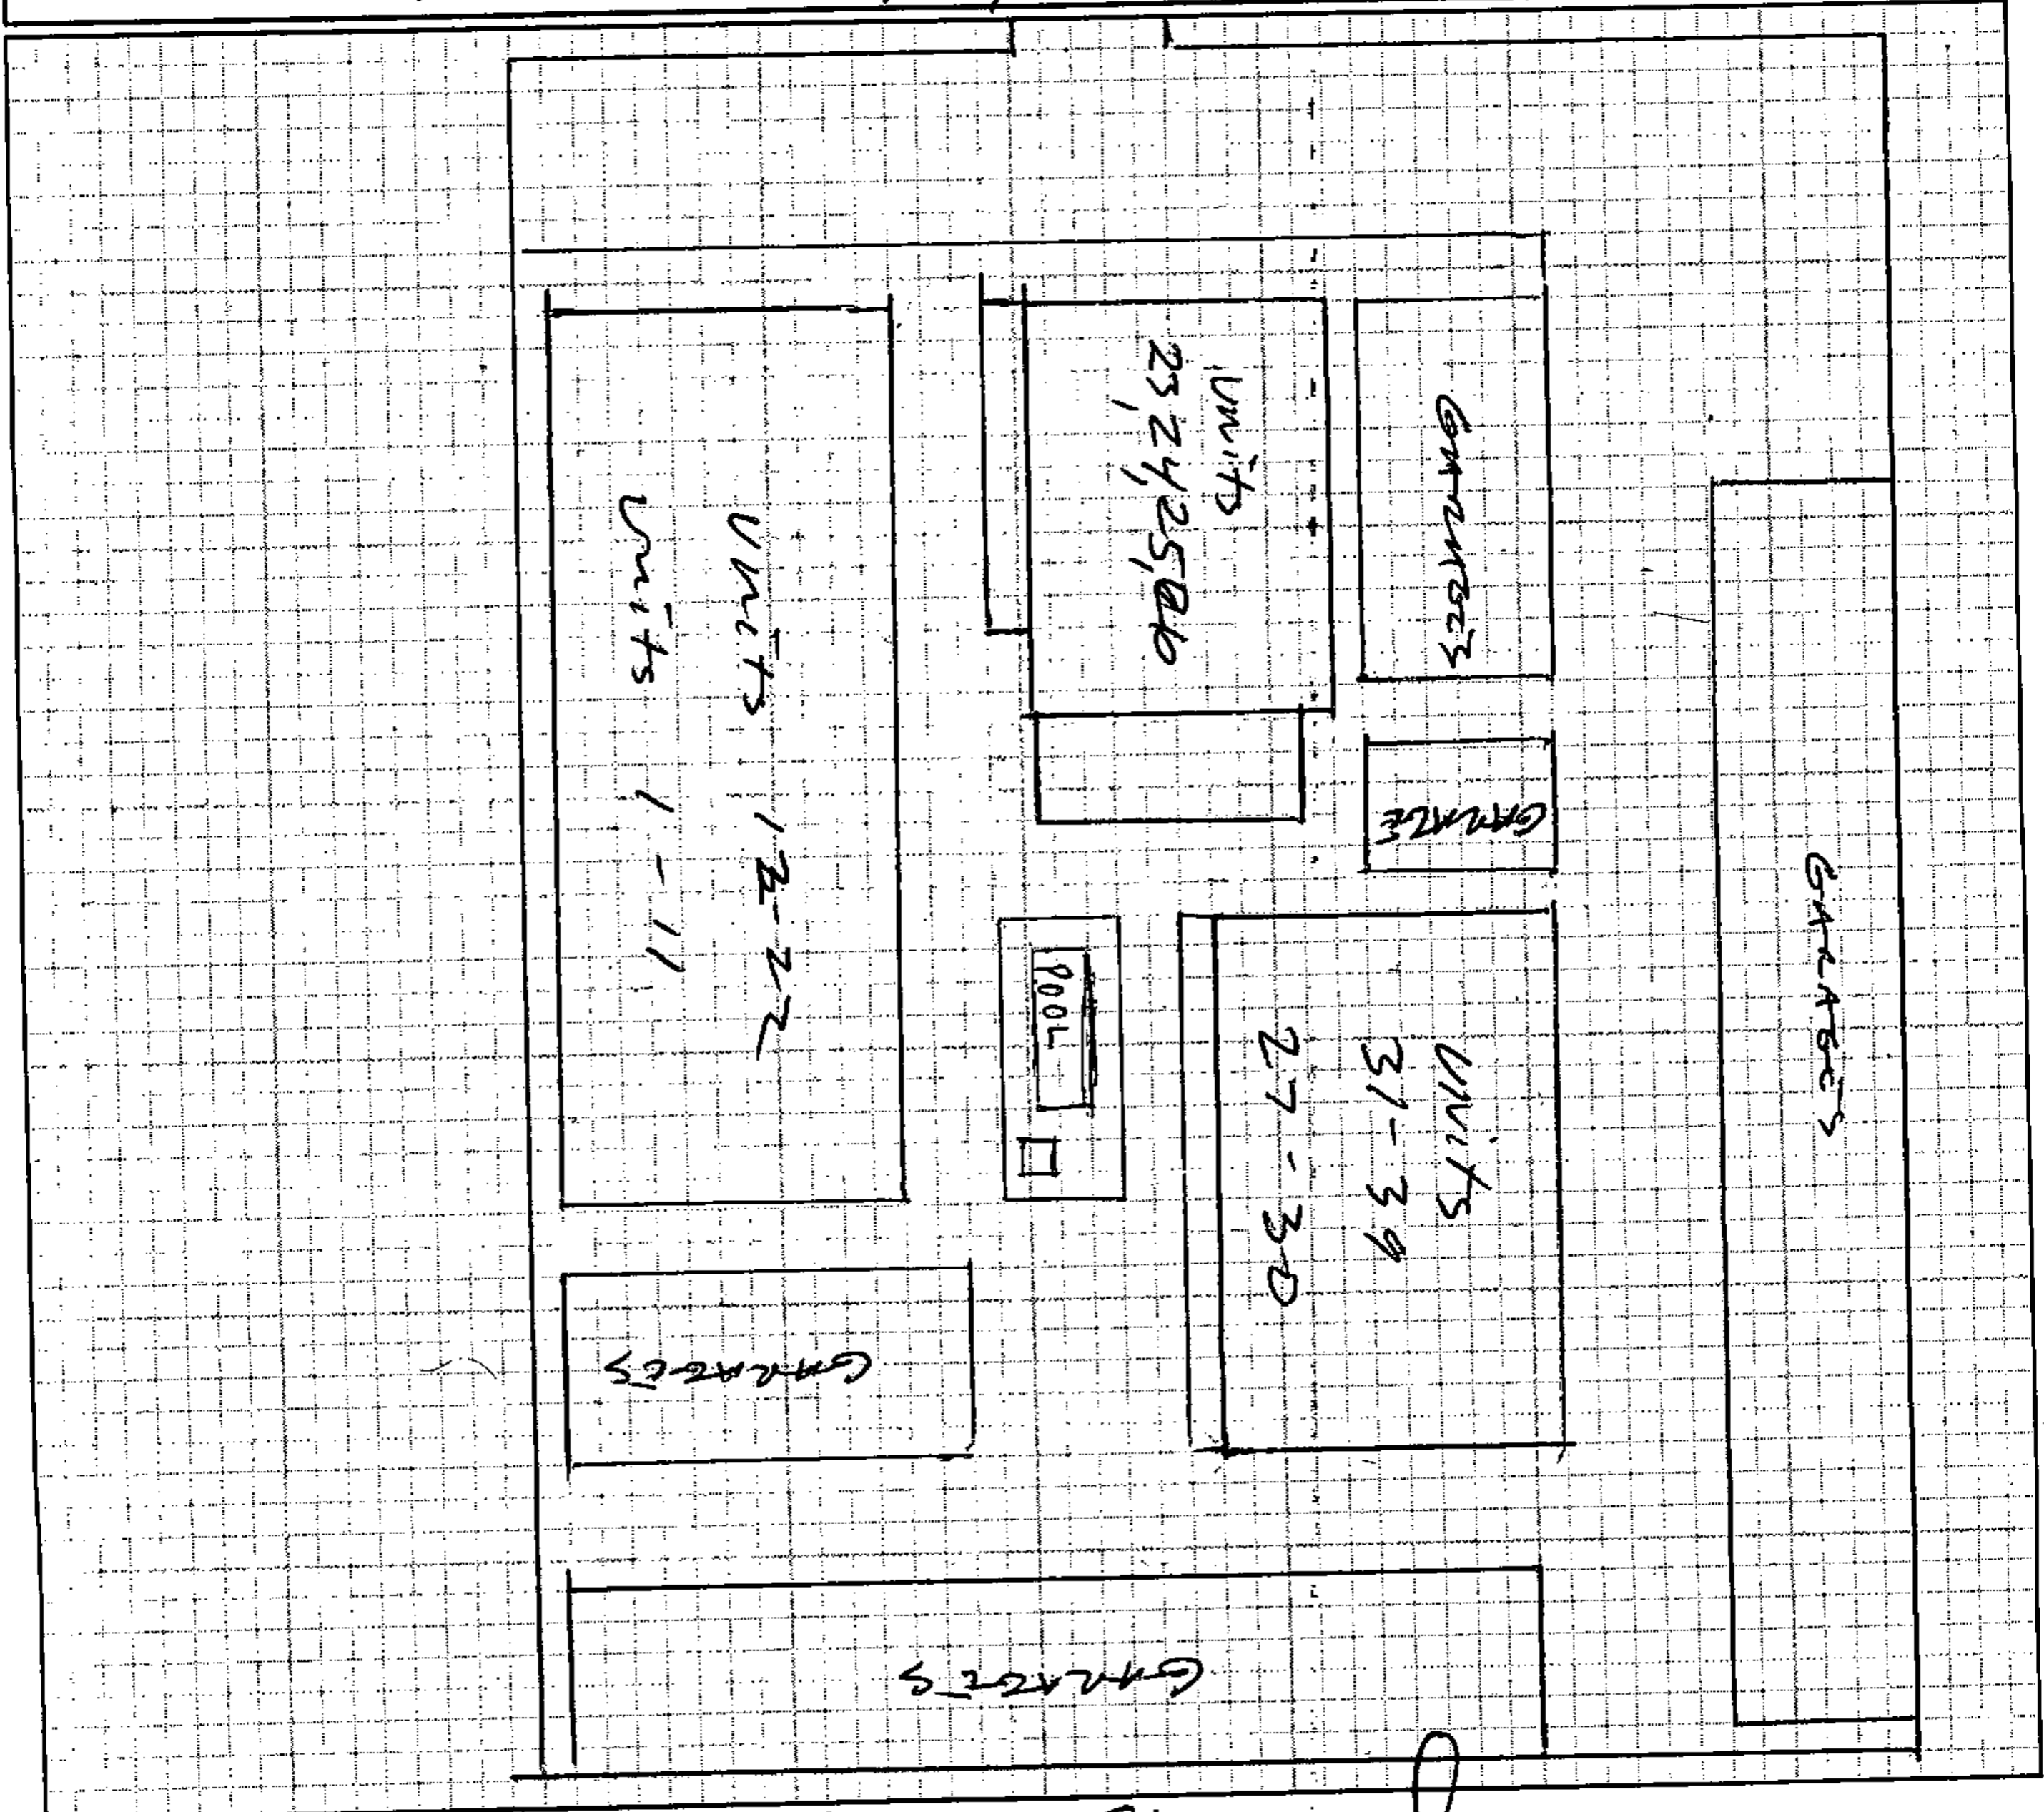 GARAGES
Units
23, 24, 25, 26
GARAGE
GARAGES
Units
31-39
27-30
POOL
Units 12-22
Units 1-11
GARAGES
GARAGES